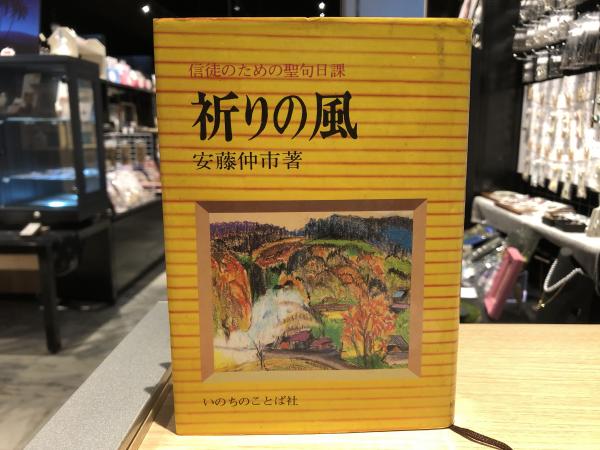 信徒のための聖句日課
祈りの風
安藤仲市著
いのちのことば社